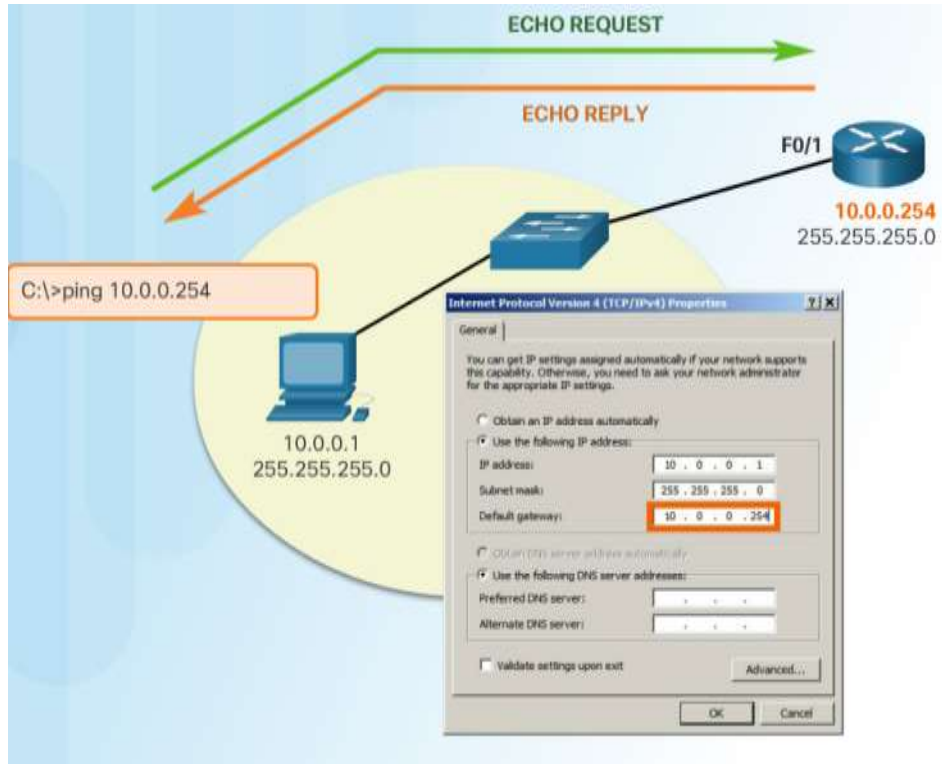 ECHO REQUEST
ECHO REPLY
F0/1
10.0.0.254
255.255.255.0
C:\>ping 10.0.0.254
10.0.0.1
255.255.255.0
Internet Protocol Version 4 (TCP/IPv4) Properties
General
You can get IP settings assigned automatically if your network supports
this capability. Otherwise, you need to ask your network administrator
for the appropriate IP settings.
Obtain an IP address automatically
Use the following IP address:
IP address: 10 . 0 . 0 . 1
Subnet mask: 255 . 255 . 255 . 0
Default gateway: 10 . 0 . 0 . 254
Obtain DNS server address automatically
Use the following DNS server addresses:
Preferred DNS server: . . .
Alternate DNS server: . . .
Validate settings upon exit
Advanced...
OK Cancel